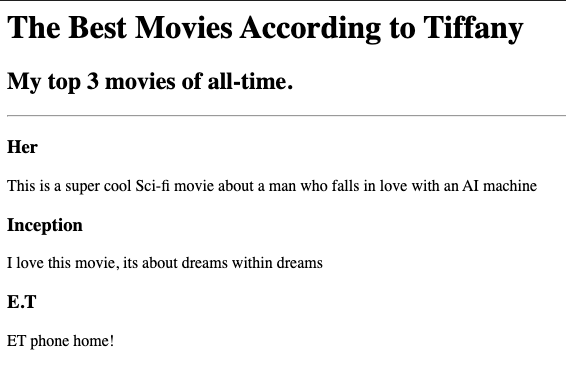 The Best Movies According to Tiffany
My top 3 movies of all-time.
Her
This is a super cool Sci-fi movie about a man who falls in love with an AI machine
Inception
I love this movie, its about dreams within dreams
E.T
ET phone home!